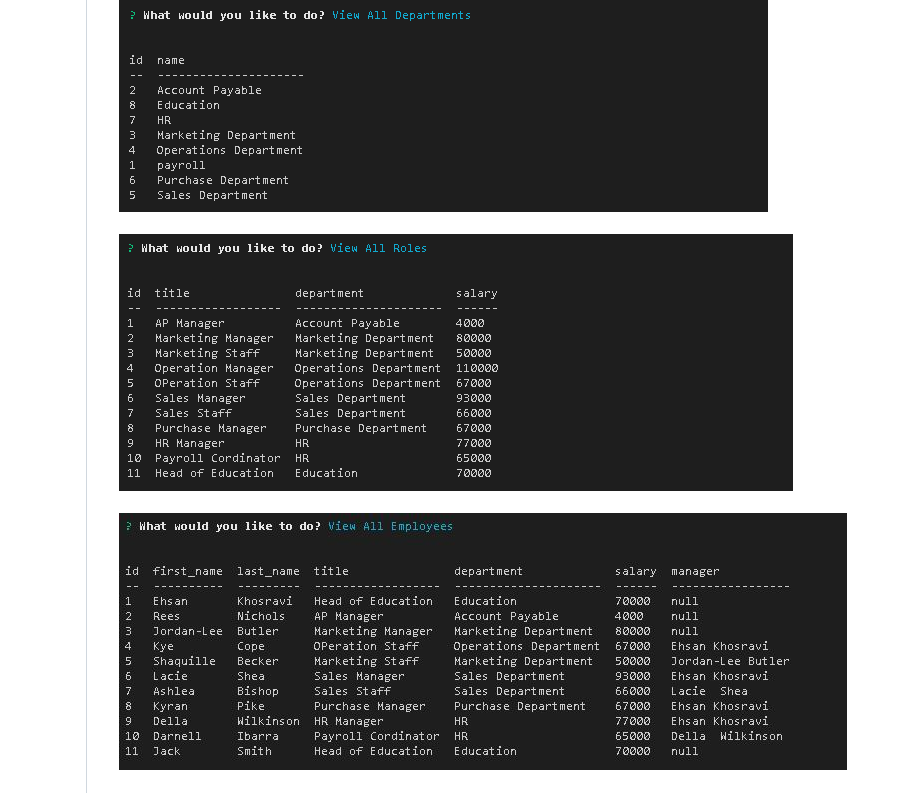 ? What would you like to do? View All Departments
id  name
--  ---------------------
2   Account Payable
8   Education
7   HR
3   Marketing Department
4   Operations Department
1   payroll
6   Purchase Department
5   Sales Department
? What would you like to do? View All Roles
id  title               department             salary
--  ------------------  ---------------------  ------
1   AP Manager          Account Payable        4000
2   Marketing Manager   Marketing Department   80000
3   Marketing Staff     Marketing Department   50000
4   Operation Manager   Operations Department  110000
5   OPeration Staff     Operations Department  67000
6   Sales Manager       Sales Department       93000
7   Sales Staff         Sales Department       66000
8   Purchase Manager    Purchase Department    67000
9   HR Manager          HR                     77000
10  Payroll Cordinator  HR                     65000
11  Head of Education   Education              70000
? What would you like to do? View All Employees
id  first_name  last_name  title               department             salary  manager
--  ----------  ---------  ------------------  ---------------------  ------  -----------------
1   Ehsan       Khosravi   Head of Education   Education              70000   null
2   Rees        Nichols    AP Manager          Account Payable        4000    null
3   Jordan-Lee  Butler     Marketing Manager   Marketing Department   80000   null
4   Kye         Cope       OPeration Staff     Operations Department  67000   Ehsan Khosravi
5   Shaquille   Becker     Marketing Staff     Marketing Department   50000   Jordan-Lee Butler
6   Lacie       Shea       Sales Manager       Sales Department       93000   Ehsan Khosravi
7   Ashlea      Bishop     Sales Staff         Sales Department       66000   Lacie  Shea
8   Kyran       Pike       Purchase Manager    Purchase Department    67000   Ehsan Khosravi
9   Della       Wilkinson  HR Manager          HR                     77000   Ehsan Khosravi
10  Darnell     Ibarra     Payroll Cordinator  HR                     65000   Della  Wilkinson
11  Jack        Smith      Head of Education   Education              70000   null